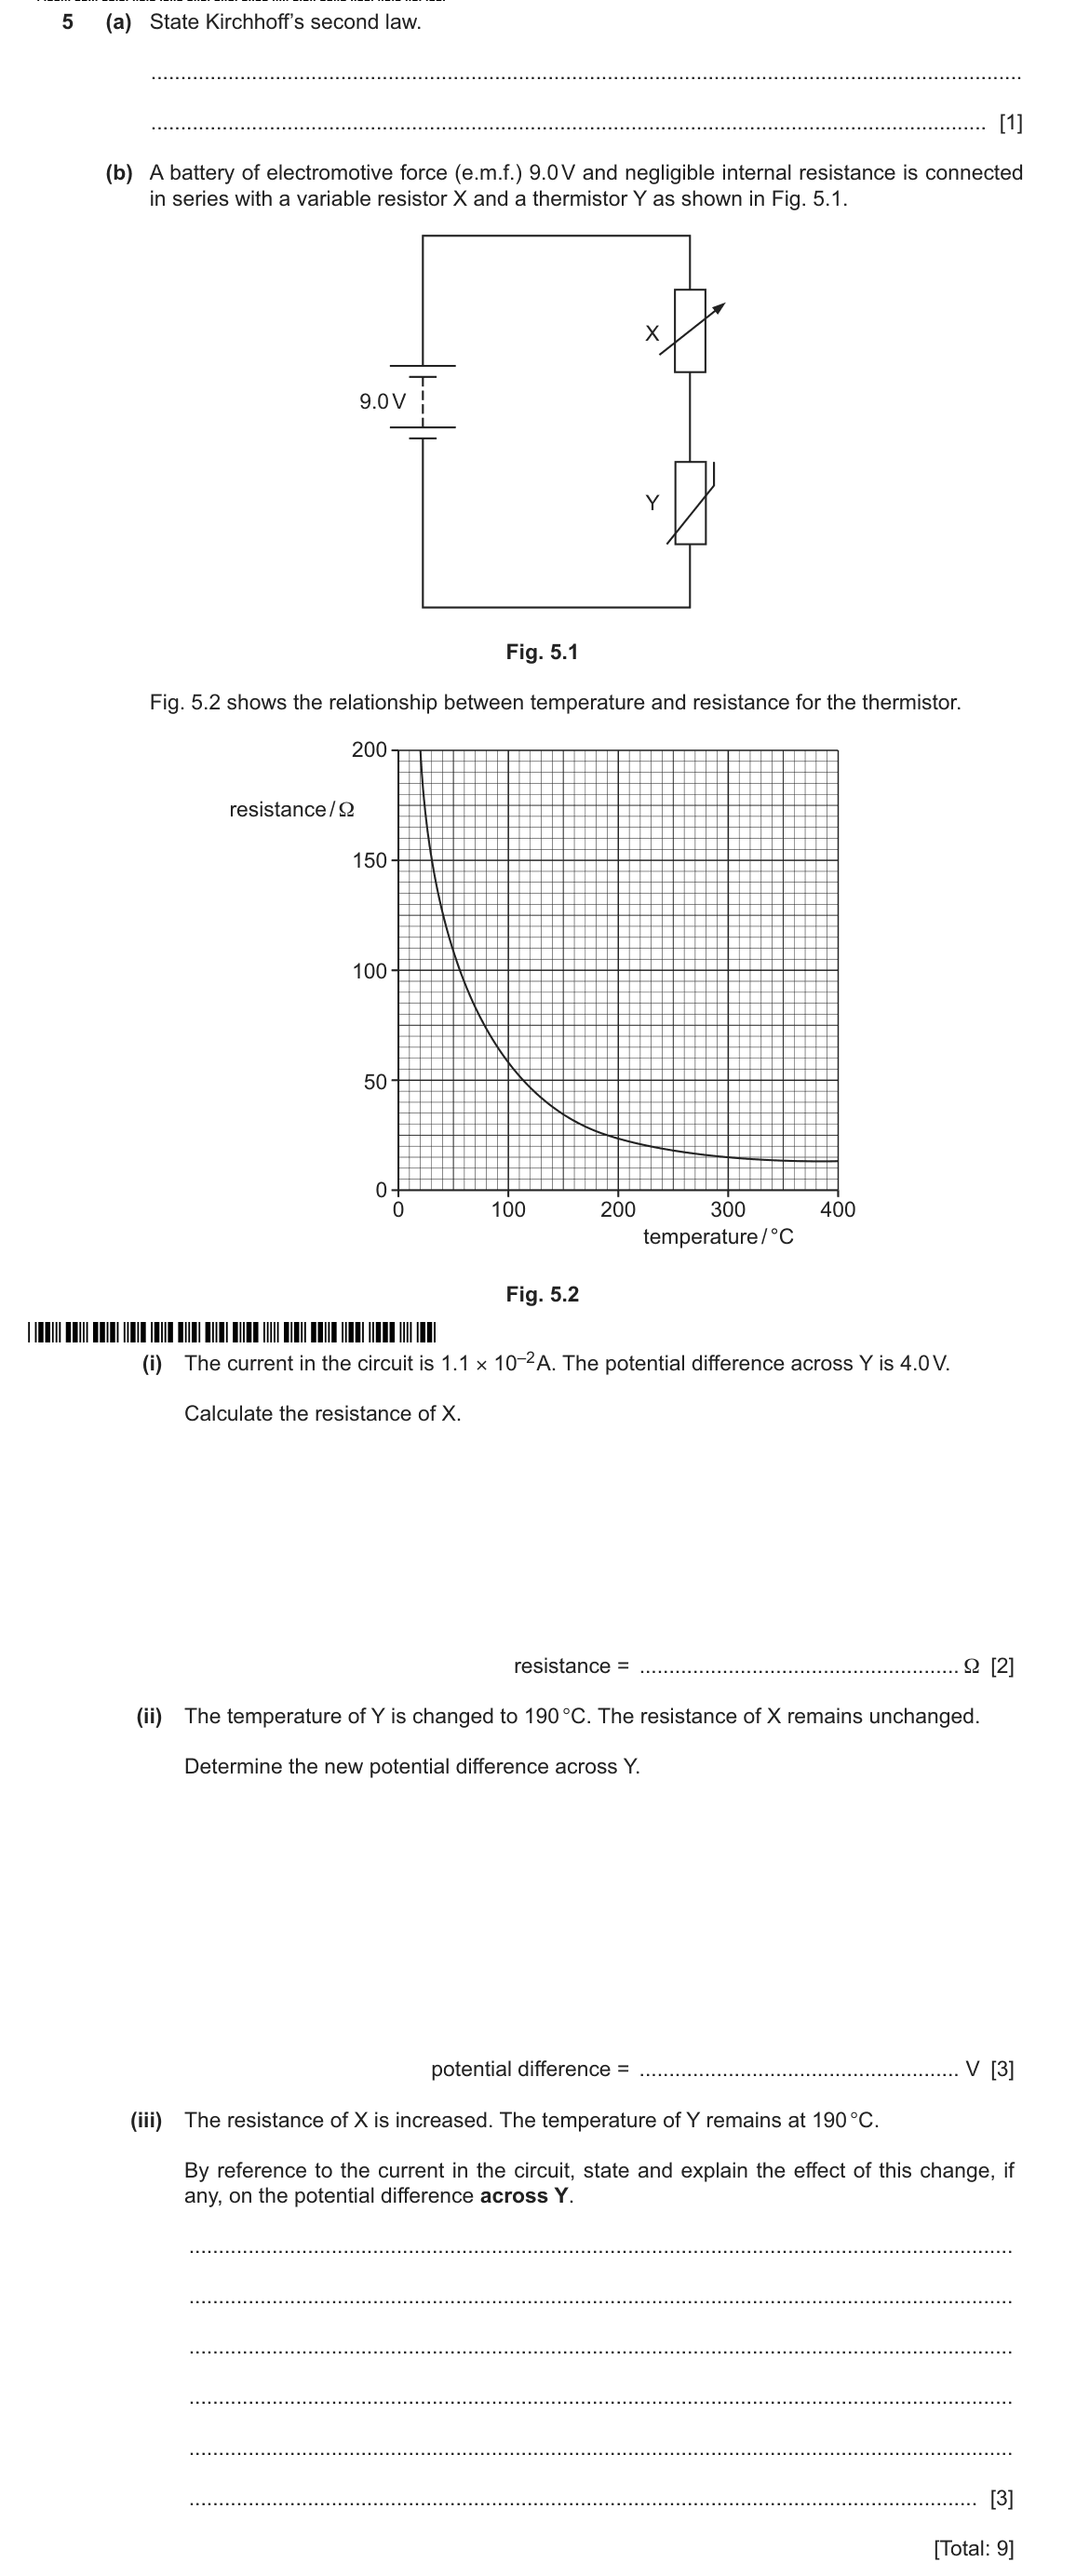 5 (a) State Kirchhoff's second law.
.......... [1]
(b) A battery of electromotive force (e.m.f.) 9.0V and negligible internal resistance is connected
in series with a variable resistor X and a thermistor Y as shown in Fig. 5.1.
X
9.0V
Y
Fig. 5.1
Fig. 5.2 shows the relationship between temperature and resistance for the thermistor.
200
resistance/Ω
150
100
50
0
0 100 200 300 400
temperature/°C
Fig. 5.2
(i) The current in the circuit is 1.1 × 10⁻²A. The potential difference across Y is 4.0V.
Calculate the resistance of X.
resistance = .......... Ω [2]
(ii) The temperature of Y is changed to 190°C. The resistance of X remains unchanged.
Determine the new potential difference across Y.
potential difference = .......... V [3]
(iii) The resistance of X is increased. The temperature of Y remains at 190°C.
By reference to the current in the circuit, state and explain the effect of this change, if
any, on the potential difference across Y.
.......... [3]
[Total: 9]